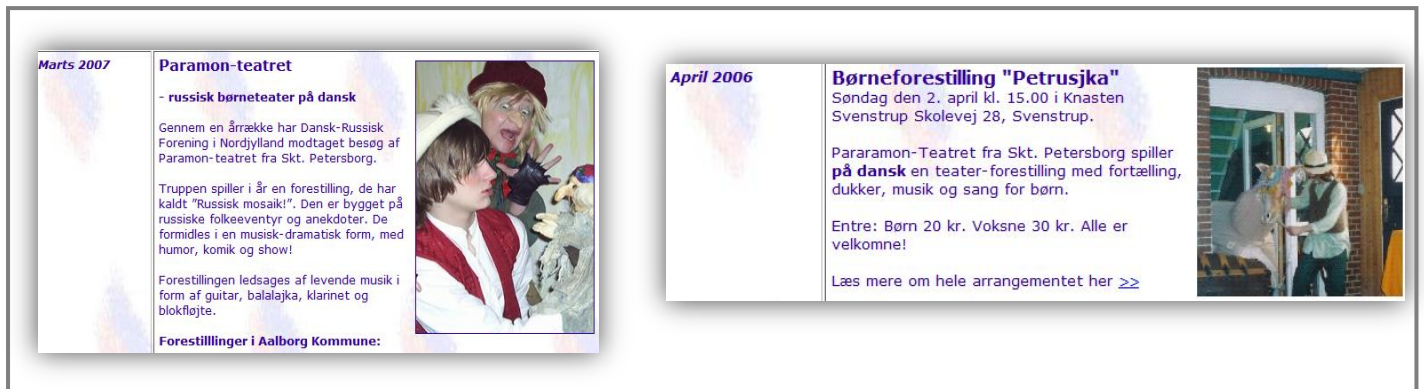 Marts 2007
Paramon-teatret
- russisk børneteater på dansk
Gennem en årrække har Dansk-Russisk
Forening i Nordjylland modtaget besøg af
Paramon-teatret fra Skt. Petersborg.
Truppen spiller i år en forestilling, de har
kaldt ”Russisk mosaik!”. Den er bygget på
russiske folkeeventyr og anekdoter. De
formidles i en musisk-dramatisk form, med
humor, komik og show!
Forestillingen ledsages af levende musik i
form af guitar, balalajka, klarinet og
blokfløjte.
Forestilllinger i Aalborg Kommune:
April 2006
Børneforestilling "Petrusjka"
Søndag den 2. april kl. 15.00 i Knasten
Svenstrup Skolevej 28, Svenstrup.
Pararamon-Teatret fra Skt. Petersborg spiller
på dansk en teater-forestilling med fortælling,
dukker, musik og sang for børn.
Entre: Børn 20 kr. Voksne 30 kr. Alle er
velkomne!
Læs mere om hele arrangementet her >>